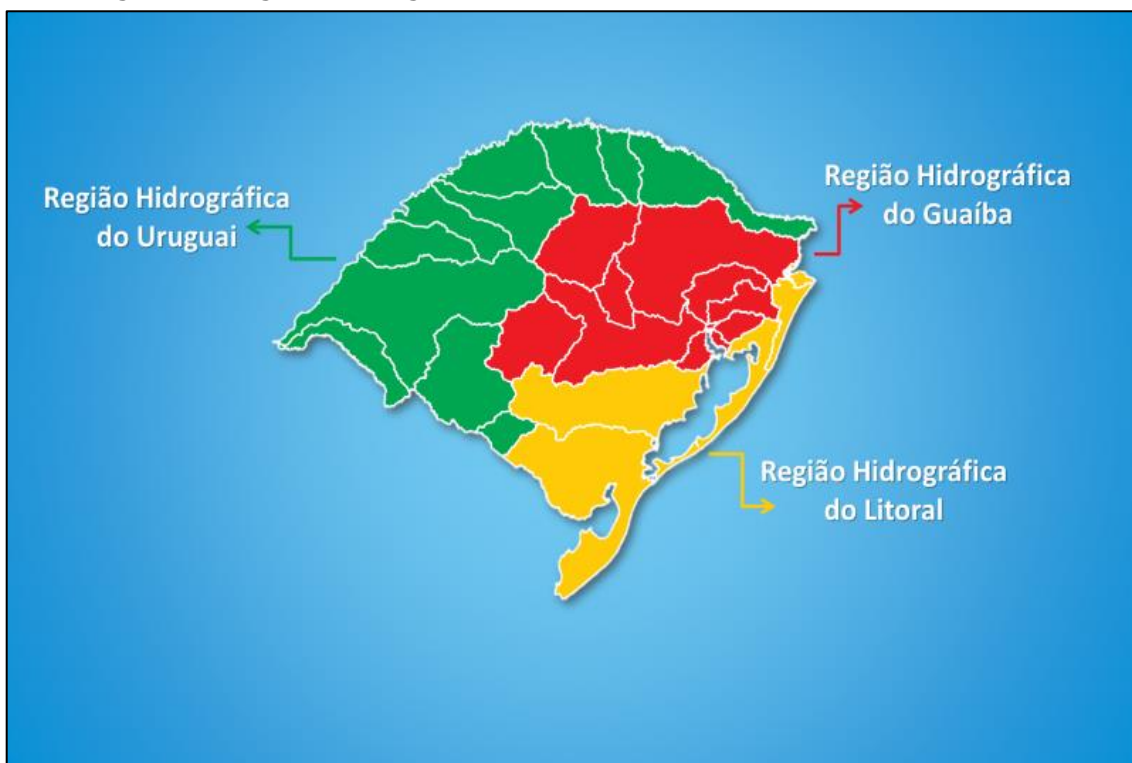 Região Hidrográfica
do Uruguai
Região Hidrográfica
do Guaíba
Região Hidrográfica
do Litoral